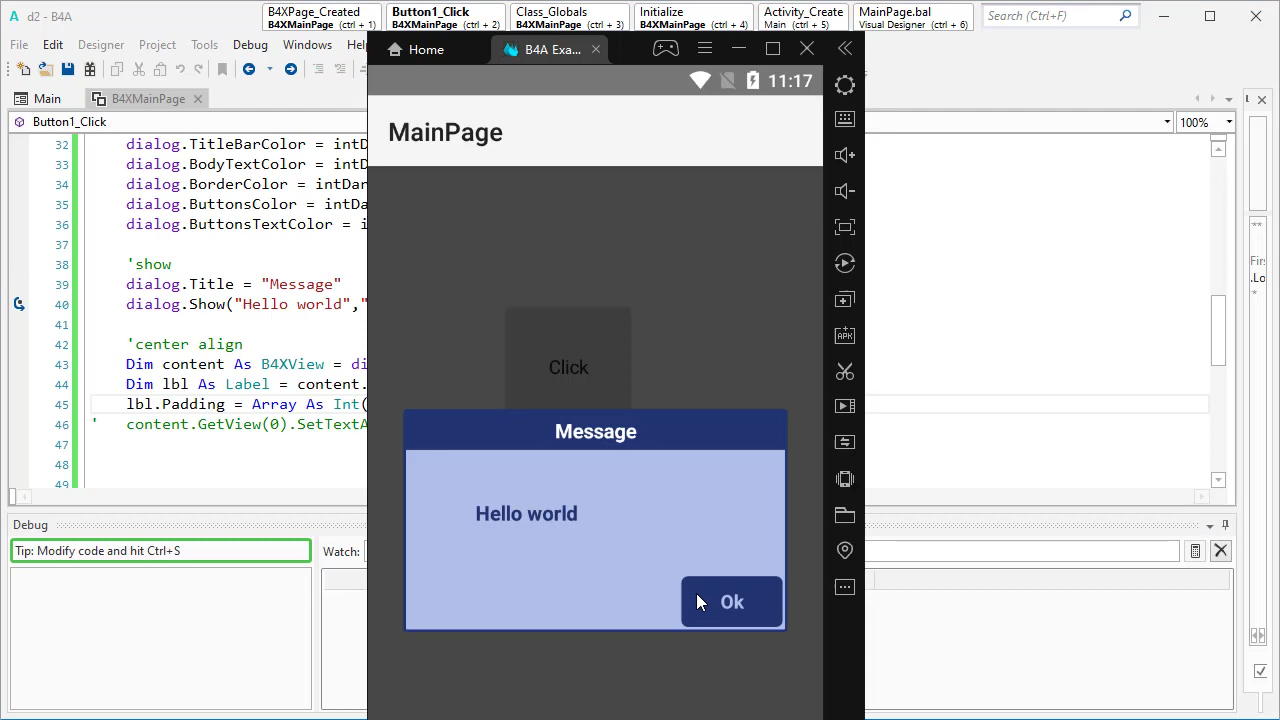 d2 - B4A
B4XPage_Created
B4XMainPage (ctrl + 1)
Button1_Click
B4XMainPage (ctrl + 2)
Class_Globals
B4XMainPage (ctrl + 3)
Initialize
B4XMainPage (ctrl + 4)
Activity_Create
Main (ctrl + 5)
MainPage.bal
Visual Designer (ctrl + 6)
Search (Ctrl+F)
File Edit Designer Project Tools Debug Windows
Home
B4A Exa...
11:17
Main
B4XMainPage
MainPage
Button1_Click
100%
32 dialog.TitleBarColor =
33 dialog.BodyTextColor =
34 dialog.BorderColor =
35 dialog.ButtonsColor =
36 dialog.ButtonsTextColor =
37
38 'show
39 dialog.Title = "Message"
40 dialog.Show("Hello world","
41
42 'center align
43 Dim content As B4XView =
44 Dim lbl As Label = content.
45 lbl.Padding = Array As Int(
46 ' content.GetView(0).
47
48
49
APK
Click
Message
Hello world
Ok
Debug
Tip: Modify code and hit Ctrl+S
Watch: